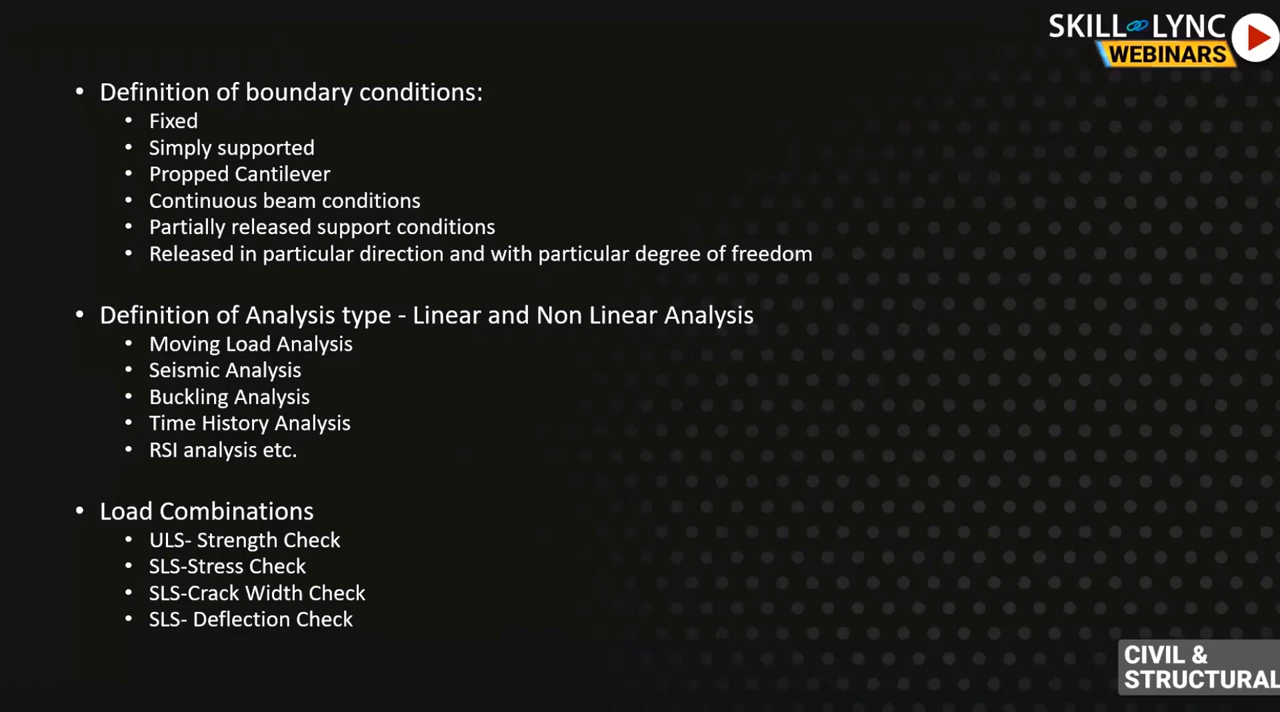 SKILL LYNC
WEBINARS
• Definition of boundary conditions:
• Fixed
• Simply supported
• Propped Cantilever
• Continuous beam conditions
• Partially released support conditions
• Released in particular direction and with particular degree of freedom
• Definition of Analysis type - Linear and Non Linear Analysis
• Moving Load Analysis
• Seismic Analysis
• Buckling Analysis
• Time History Analysis
• RSI analysis etc.
• Load Combinations
• ULS- Strength Check
• SLS-Stress Check
• SLS-Crack Width Check
• SLS- Deflection Check
CIVIL &
STRUCTURAL